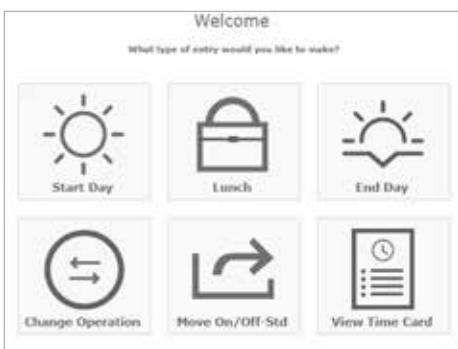 Welcome
What type of entry would you like to make?
Start Day
Lunch
End Day
Change Operation
Move On/Off-Std
View Time Card